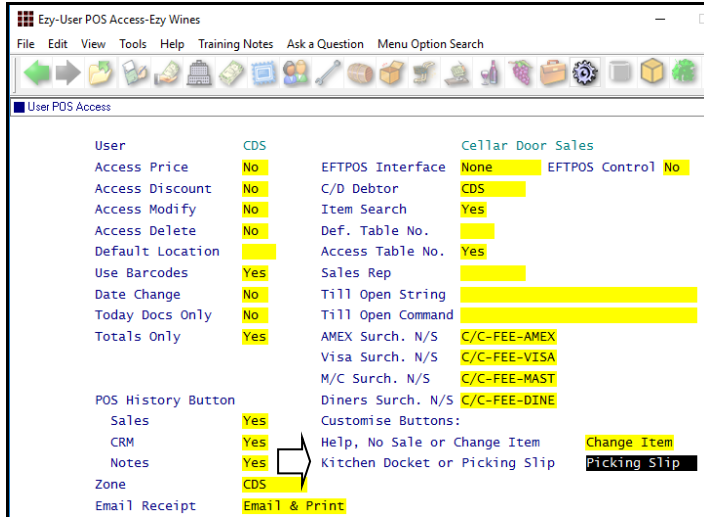 Ezy-User POS Access-Ezy Wines
File Edit View Tools Help Training Notes Ask a Question Menu Option Search
User POS Access
User CDS Cellar Door Sales
Access Price No EFTPOS Interface None EFTPOS Control No
Access Discount No C/D Debtor CDS
Access Modify No Item Search Yes
Access Delete No Def. Table No.
Default Location Access Table No. Yes
Use Barcodes Yes Sales Rep
Date Change No Till Open String
Today Docs Only No Till Open Command
Totals Only Yes AMEX Surch. N/S C/C-FEE-AMEX
Visa Surch. N/S C/C-FEE-VISA
M/C Surch. N/S C/C-FEE-MAST
POS History Button Diners Surch. N/S C/C-FEE-DINE
Sales Yes Customise Buttons:
CRM Yes Help, No Sale or Change Item Change Item
Notes Yes Kitchen Docket or Picking Slip Picking Slip
Zone CDS
Email Receipt Email & Print